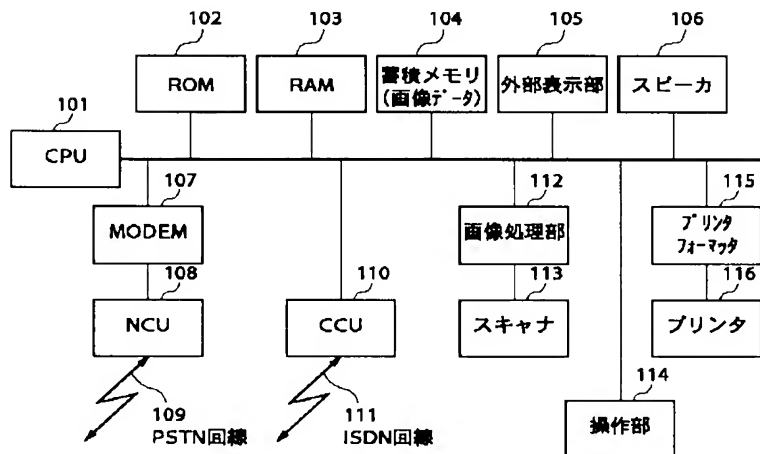 102
103
104
105
106
ROM
RAM
蓄積メモリ
(画像データ)
外部表示部
スピーカ
101
CPU
107
112
115
MODEM
画像処理部
プリンタ
フォーマッタ
108
110
113
116
NCU
CCU
スキャナ
プリンタ
109
PSTN回線
111
ISDN回線
114
操作部